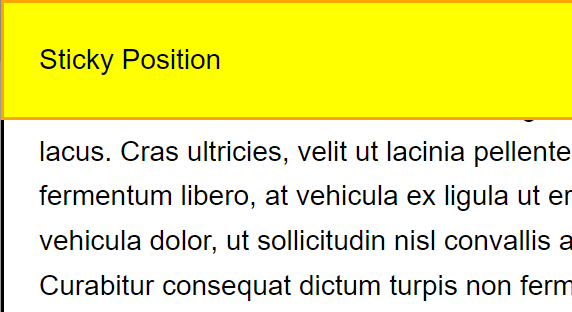 Sticky Position
lacus. Cras ultricies, velit ut lacinia pellente
fermentum libero, at vehicula ex ligula ut er
vehicula dolor, ut sollicitudin nisl convallis a
Curabitur consequat dictum turpis non ferm